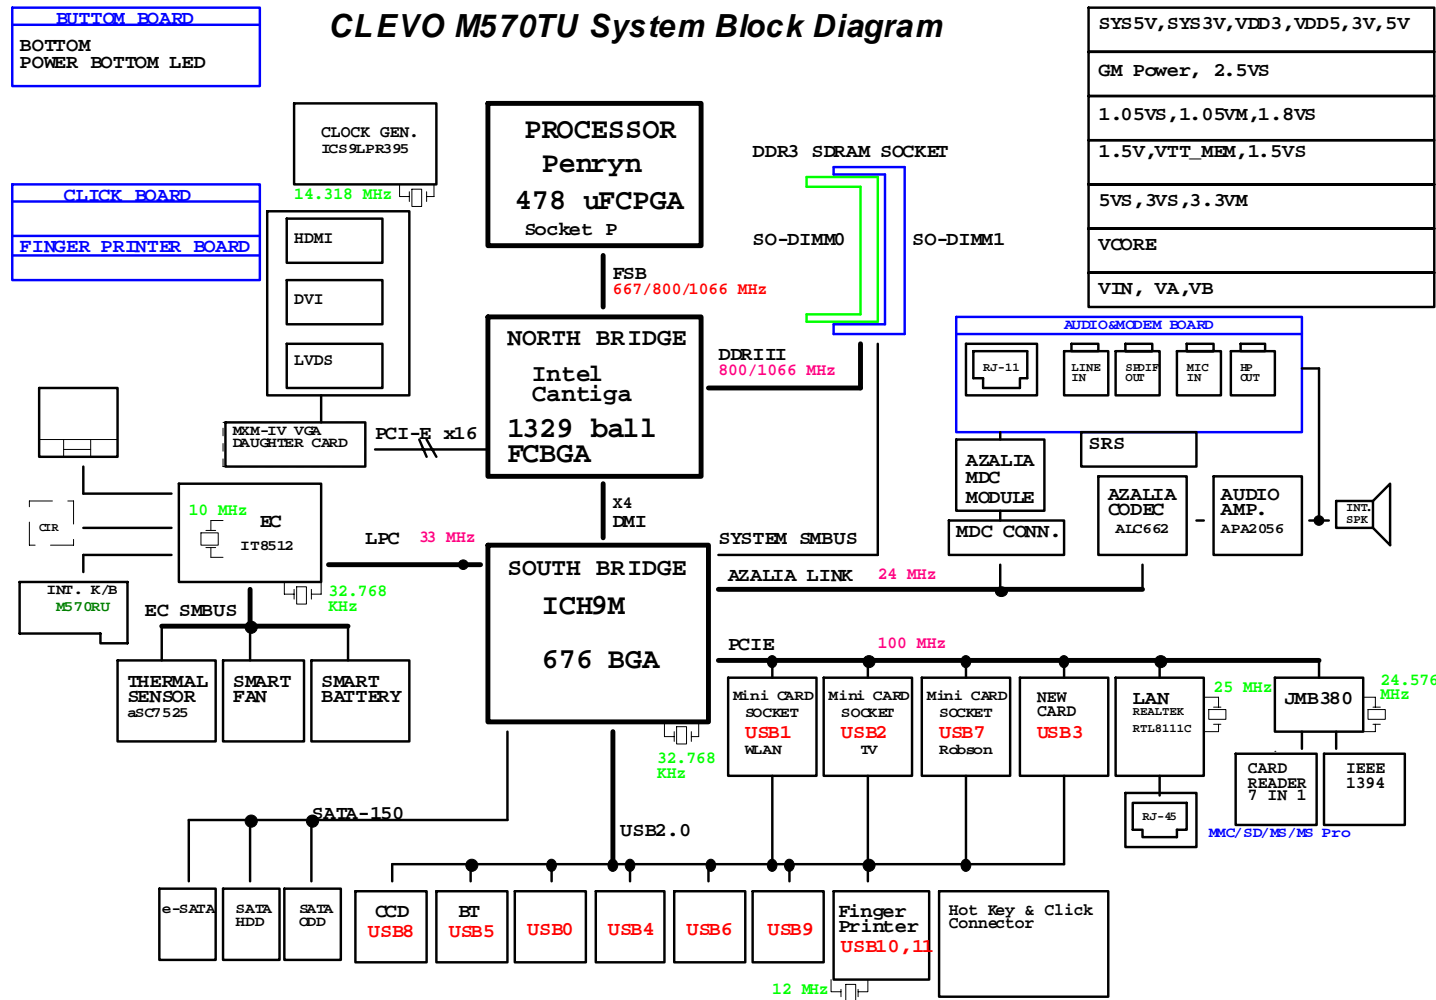 CLEVO M570TU System Block Diagram
BUTTOM BOARD
BOTTOM
POWER BOTTOM LED
CLICK BOARD
FINGER PRINTER BOARD
SYS5V,SYS3V,VDD3,VDD5,3V,5V
GM Power, 2.5VS
1.05VS,1.05VM,1.8VS
1.5V,VTT_MEM,1.5VS
5VS,3VS,3.3VM
VCORE
VIN, VA,VB
CLOCK GEN.
ICS9LPR395
14.318 MHz
PROCESSOR
Penryn
478 uFCPGA
Socket P
DDR3 SDRAM SOCKET
SO-DIMM0
SO-DIMM1
HDMI
DVI
LVDS
FSB
667/800/1066 MHz
NORTH BRIDGE
Intel
Cantiga
1329 ball
FCBGA
DDRIII
800/1066 MHz
MXM-IV VGA
DAUGHTER CARD
PCI-E x16
AUDIO&MODEM BOARD
RJ-11
LINE
IN
SPDIF
OUT
MIC
IN
HP
OUT
AZALIA
MDC
MODULE
MDC CONN.
SRS
AZALIA
CODEC
ALC662
AUDIO
AMP.
APA2056
INT.
SPK
X4
DMI
CIR
10 MHz
EC
IT8512
32.768
KHz
LPC
33 MHz
INT. K/B
M570RU
EC SMBUS
THERMAL
SENSOR
aSC7525
SMART
FAN
SMART
BATTERY
SOUTH BRIDGE
ICH9M
676 BGA
32.768
KHz
SYSTEM SMBUS
AZALIA LINK
24 MHz
PCIE
100 MHz
Mini CARD
SOCKET
USB1
WLAN
Mini CARD
SOCKET
USB2
TV
Mini CARD
SOCKET
USB7
Robson
NEW
CARD
USB3
LAN
REALTEK
RTL8111C
25 MHz
RJ-45
JMB380
24.576
MHz
CARD
READER
7 IN 1
IEEE
1394
MMC/SD/MS/MS Pro
SATA-150
USB2.0
e-SATA
SATA
HDD
SATA
ODD
CCD
USB8
BT
USB5
USB0
USB4
USB6
USB9
Finger
Printer
USB10,11
12 MHz
Hot Key & Click
Connector